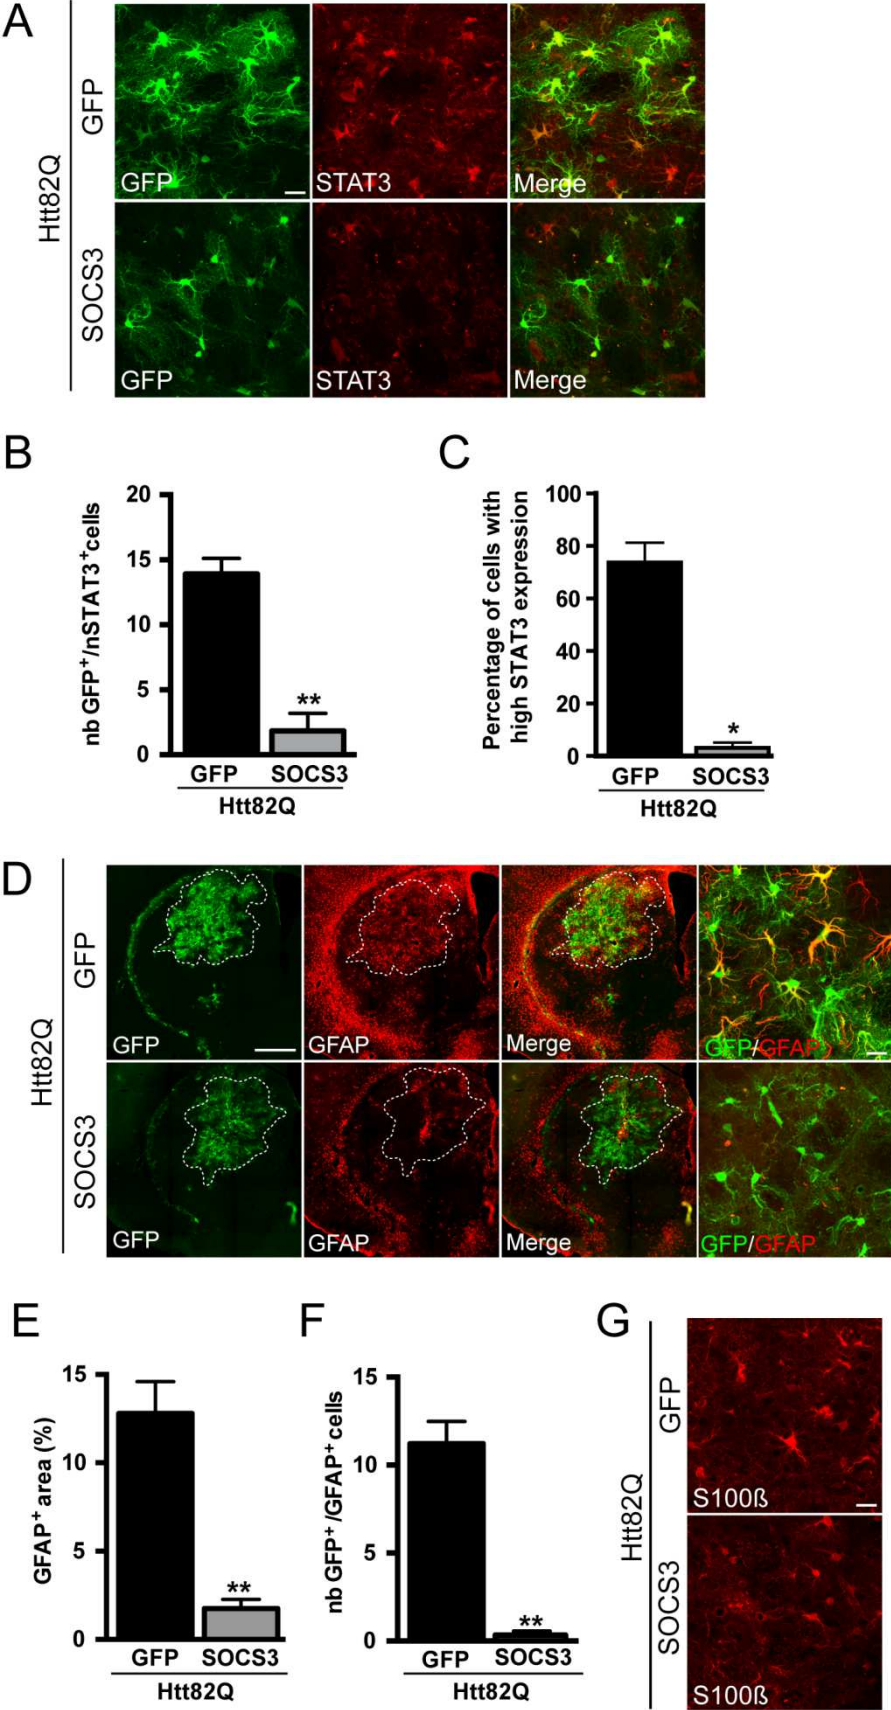 A
Htt82Q
GFP
GFP
STAT3
Merge
SOCS3
GFP
STAT3
Merge
B
nb GFP+/nSTAT3+cells
20
15
10
5
0
**
GFP SOCS3
Htt82Q
C
Percentage of cells with
high STAT3 expression
100
80
60
40
20
0
*
GFP SOCS3
Htt82Q
D
Htt82Q
GFP
GFP
GFAP
Merge
GFP/GFAP
SOCS3
GFP
GFAP
Merge
GFP/GFAP
E
GFAP+ area (%)
15
10
5
0
**
GFP SOCS3
Htt82Q
F
nb GFP+/GFAP+ cells
15
10
5
0
**
GFP SOCS3
Htt82Q
G
Htt82Q
GFP
S100ß
SOCS3
S100ß